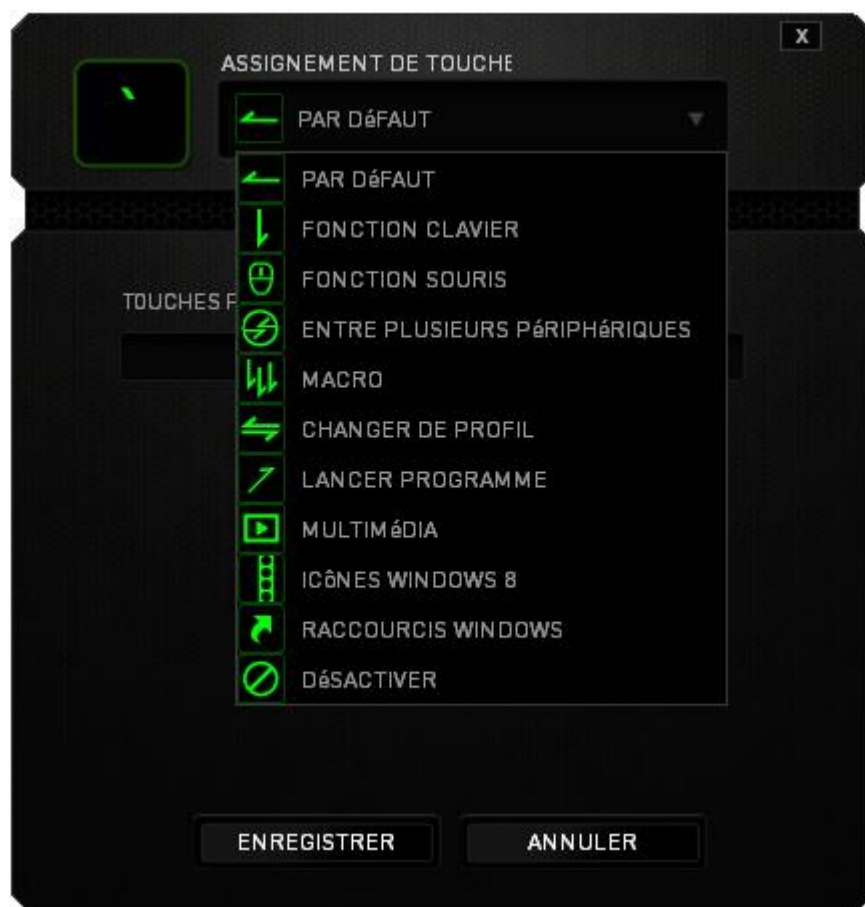 X
ASSIGNEMENT DE TOUCHE
`
PAR DéFAUT
PAR DéFAUT
FONCTION CLAVIER
FONCTION SOURIS
TOUCHES
ENTRE PLUSIEURS PéRIPHéRIQUES
MACRO
CHANGER DE PROFIL
LANCER PROGRAMME
MULTIMéDIA
ICôNES WINDOWS 8
RACCOURCIS WINDOWS
DéSACTIVER
ENREGISTRER ANNULER